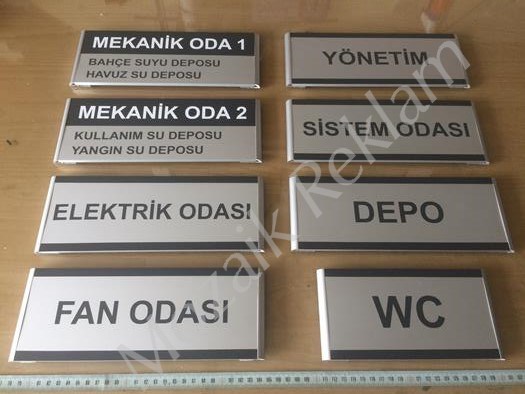 MEKANİK ODA 1
BAHÇE SUYU DEPOSU
HAVUZ SU DEPOSU
YÖNETİM
MEKANİK ODA 2
KULLANIM SU DEPOSU
YANGIN SU DEPOSU
SİSTEM ODASI
ELEKTRİK ODASI
DEPO
FAN ODASI
WC
Mozaik Reklam